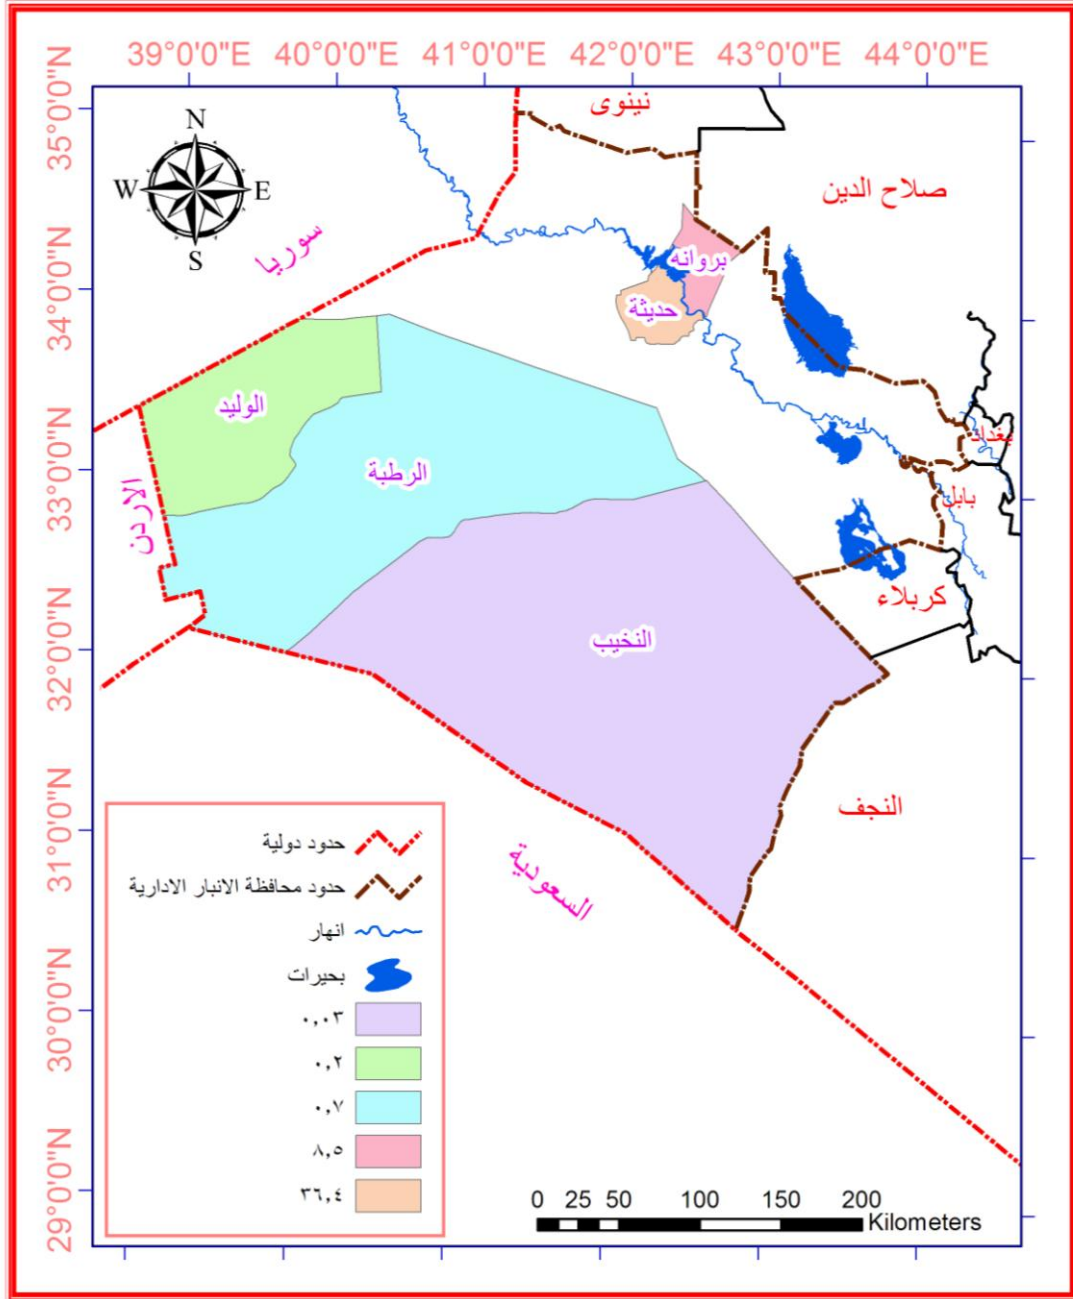 39°0'0"E 40°0'0"E 41°0'0"E 42°0'0"E 43°0'0"E 44°0'0"E
35°0'0"N
34°0'0"N
33°0'0"N
32°0'0"N
31°0'0"N
30°0'0"N
29°0'0"N
N
W E
S
نينوى
صلاح الدين
سوريا
بروانه
حديثة
الوليد
بغداد
الرطبة
بابل
الاردن
كربلاء
النخيب
النجف
السعودية
حدود دولية
حدود محافظة الانبار الادارية
انهار
بحيرات
٠,٠٣
٠,٢
٠,٧
٨,٥
٣٦,٤
0 25 50 100 150 200
Kilometers